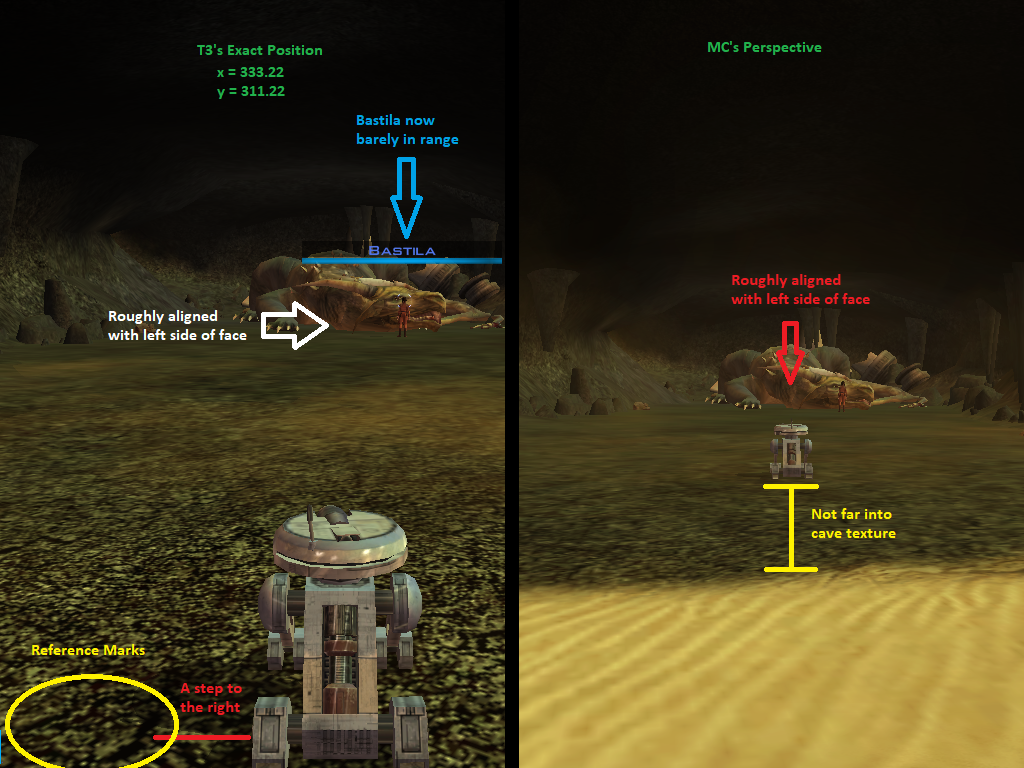 T3's Exact Position
x = 333.22
y = 311.22
Bastila now
barely in range
BASTILA
Roughly aligned
with left side of face
Reference Marks
A step to
the right
MC's Perspective
Roughly aligned
with left side of face
Not far into
cave texture